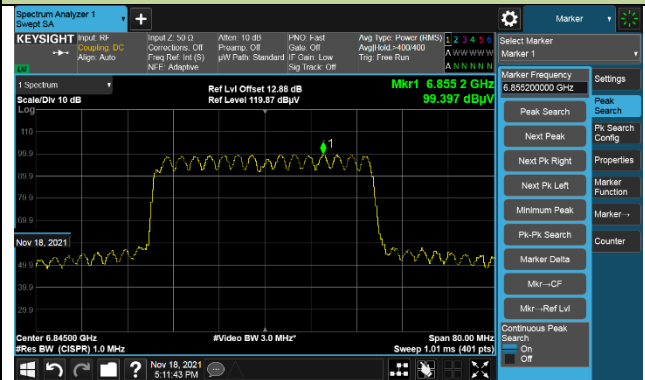 Spectrum Analyzer 1
Swept SA
Marker
KEYSIGHT Input: RF Input Z: 50 Ω Atten: 10 dB PNO: Fast Avg Type: Power (RMS) 1 2 3 4 5 6
Coupling: DC Corrections: Off Preamp: Off Gate: Off Avg|Hold:>400/400 A W W W W W
Align: Auto Freq Ref: Int (S) µW Path: Standard IF Gain: Low Trig: Free Run
NFE: Adaptive Sig Track: Off A N N N N N
Select Marker
Marker 1
1 Spectrum
Scale/Div 10 dB
Log
Ref Lvl Offset 12.88 dB
Ref Level 119.87 dBµV
Mkr1 6.855 2 GHz
99.397 dBµV
110
99.9
89.9
79.9
69.9
Nov 18, 2021
49.9
39.9
29.9
1
Center 6.84500 GHz
#Res BW (CISPR) 1.0 MHz
#Video BW 3.0 MHz*
Span 80.00 MHz
Sweep 1.01 ms (401 pts)
Marker Frequency
6.855200000 GHz
Peak Search
Next Peak
Next Pk Right
Next Pk Left
Minimum Peak
Pk-Pk Search
Marker Delta
Mkr→CF
Mkr→Ref Lvl
Continuous Peak
Search
On
Off
Settings
Peak
Search
Pk Search
Config
Properties
Marker
Function
Marker→
Counter
Nov 18, 2021
5:11:43 PM